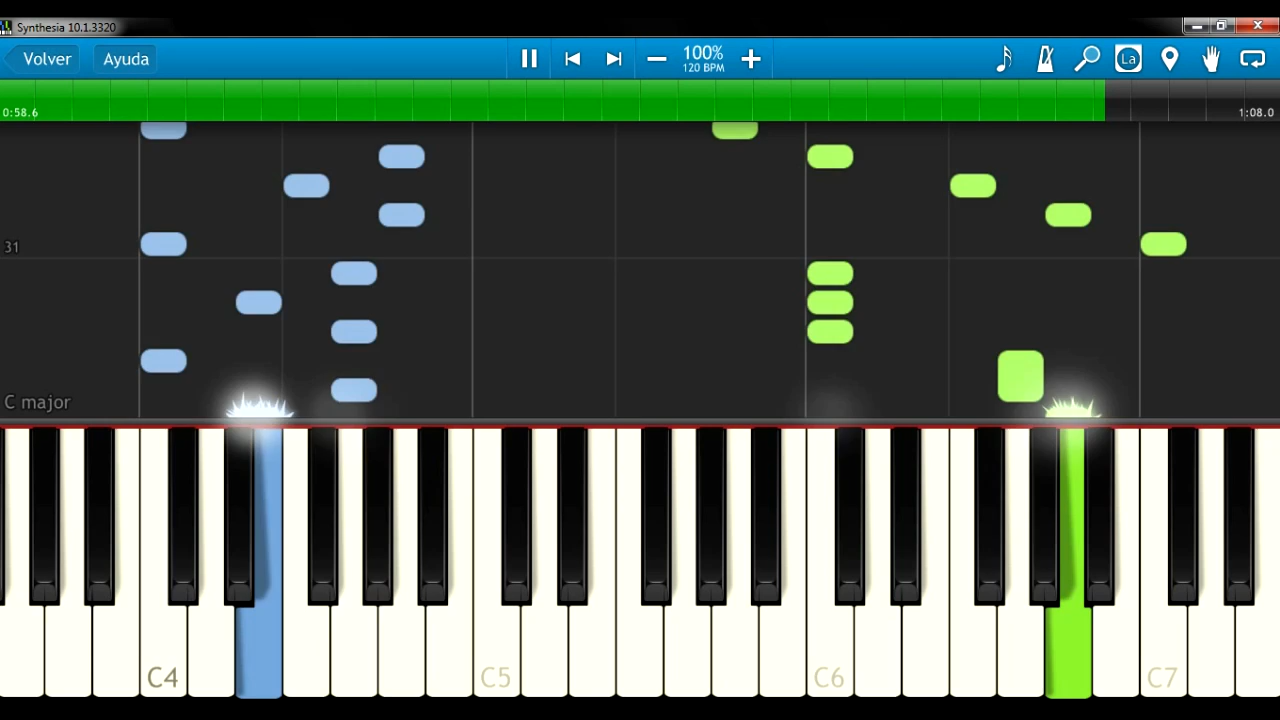 Synthesia 10.1.3320
Volver
Ayuda
100%
120 BPM
La
0:58.6
1:08.0
31
C major
C4
C5
C6
C7